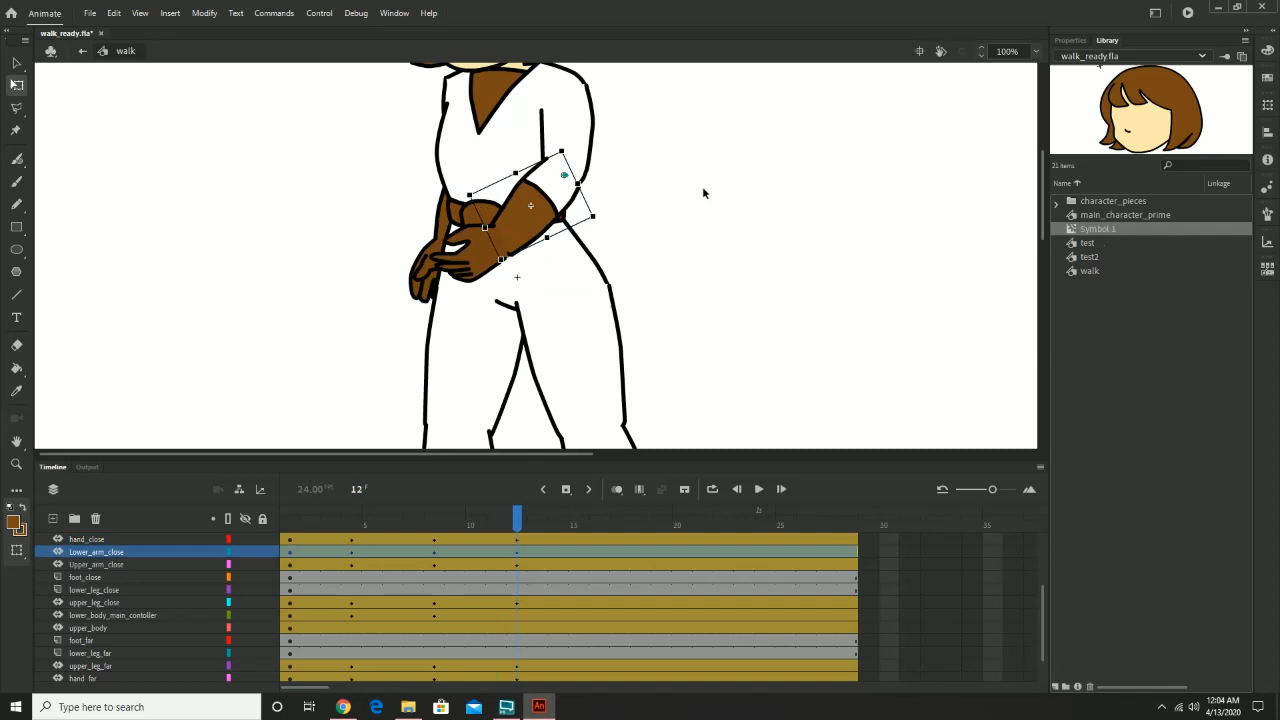 Animate File Edit View Insert Modify Text Commands Control Debug Window Help
walk_ready.fla*
walk 100%
Properties Library
walk_ready.fla
21 items
Name Linkage
character_pieces
main_character_prime
Symbol 1
test
test2
walk
Timeline Output
24.00 FPS 12 F
5 10 15 20 25 30 35
1s
hand_close
Lower_arm_close
Upper_arm_close
foot_close
lower_leg_close
upper_leg_close
lower_body_main_contoller
upper_body
foot_far
lower_leg_far
upper_leg_far
hand_far
Type here to search
An
12:04 AM
4/13/2020